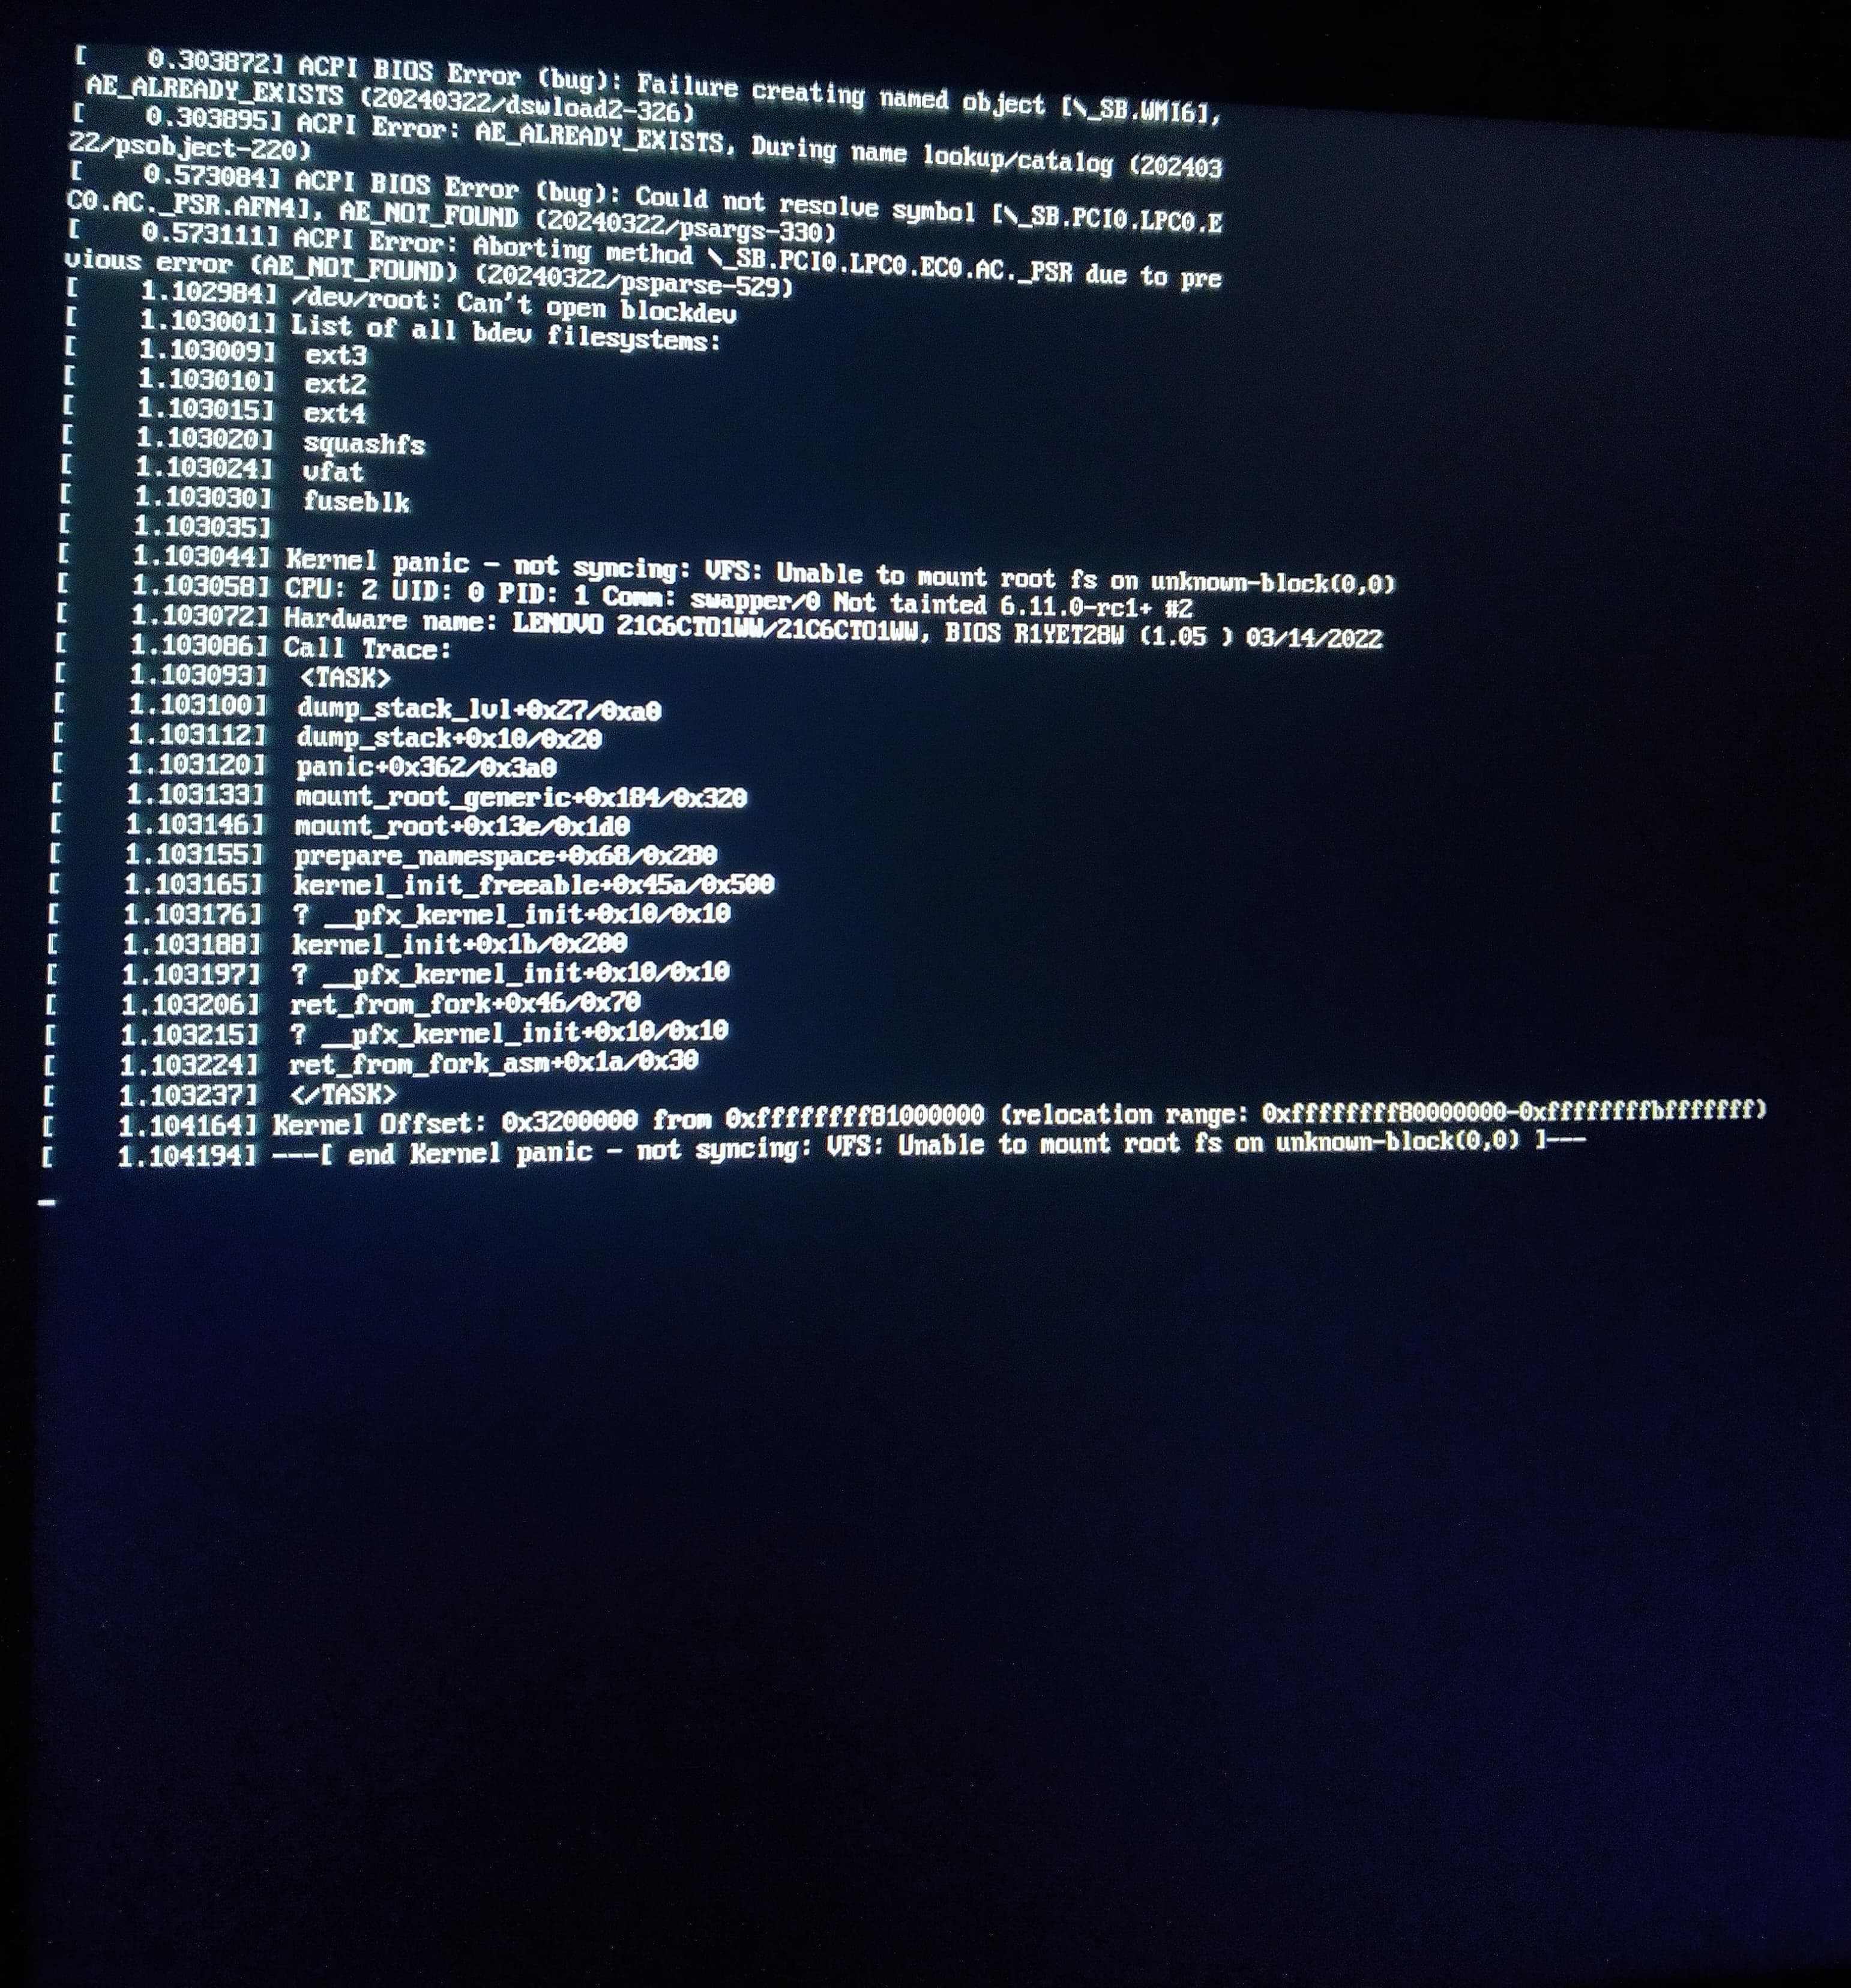 [    0.303872] ACPI BIOS Error (bug): Failure creating named object [\_SB.WMI6],
 AE_ALREADY_EXISTS (20240322/dswload2-326)
[    0.303895] ACPI Error: AE_ALREADY_EXISTS, During name lookup/catalog (202403
22/psobject-220)
[    0.573084] ACPI BIOS Error (bug): Could not resolve symbol [\_SB.PCI0.LPC0.E
C0.AC._PSR.AFN4], AE_NOT_FOUND (20240322/psargs-330)
[    0.573111] ACPI Error: Aborting method \_SB.PCI0.LPC0.EC0.AC._PSR due to pre
vious error (AE_NOT_FOUND) (20240322/psparse-529)
[    1.102984] /dev/root: Can't open blockdev
[    1.103001] List of all bdev filesystems:
[    1.103009]  ext3
[    1.103010]  ext2
[    1.103015]  ext4
[    1.103020]  squashfs
[    1.103024]  vfat
[    1.103030]  fuseblk
[    1.103035]
[    1.103044] Kernel panic - not syncing: VFS: Unable to mount root fs on unknown-block(0,0)
[    1.103058] CPU: 2 UID: 0 PID: 1 Comm: swapper/0 Not tainted 6.11.0-rc1+ #2
[    1.103072] Hardware name: LENOVO 21C6CTO1WW/21C6CTO1WW, BIOS R1YET28W (1.05 ) 03/14/2022
[    1.103086] Call Trace:
[    1.103093]  <TASK>
[    1.103100]  dump_stack_lvl+0x27/0xa0
[    1.103112]  dump_stack+0x10/0x20
[    1.103120]  panic+0x362/0x3a0
[    1.103133]  mount_root_generic+0x184/0x320
[    1.103146]  mount_root+0x13e/0x1d0
[    1.103155]  prepare_namespace+0x68/0x280
[    1.103165]  kernel_init_freeable+0x45a/0x500
[    1.103176]  ? __pfx_kernel_init+0x10/0x10
[    1.103188]  kernel_init+0x1b/0x200
[    1.103197]  ? __pfx_kernel_init+0x10/0x10
[    1.103206]  ret_from_fork+0x46/0x70
[    1.103215]  ? __pfx_kernel_init+0x10/0x10
[    1.103224]  ret_from_fork_asm+0x1a/0x30
[    1.103237]  </TASK>
[    1.104164] Kernel Offset: 0x3200000 from 0xffffffff81000000 (relocation range: 0xffffffff80000000-0xffffffffbfffffff)
[    1.104194] ---[ end Kernel panic - not syncing: VFS: Unable to mount root fs on unknown-block(0,0) ]---